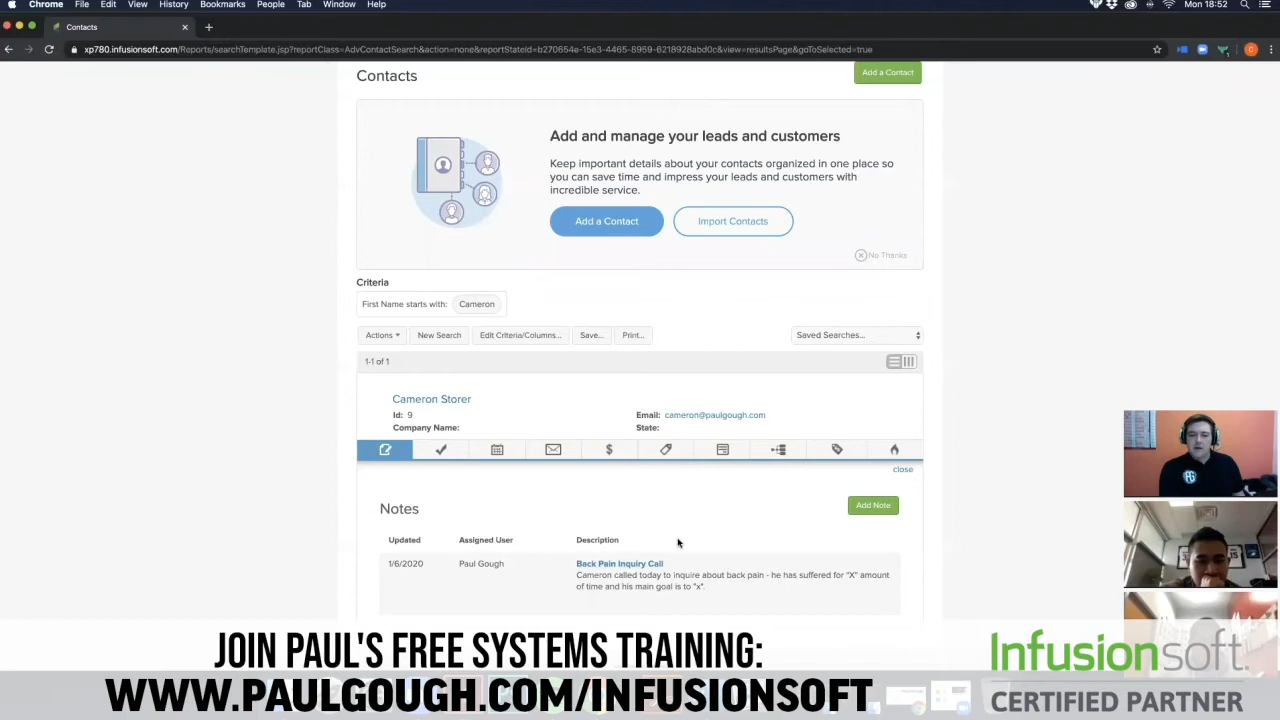 Chrome File Edit View History Bookmarks People Tab Window Help Mon 18:52
Contacts
xp780.infusionsoft.com/Reports/searchTemplate.jsp?reportClass=AdvContactSearch&action=none&reportStateId=b270654e-15e3-4465-8959-6218928abd0c&view=resultsPage&goToSelected=true
Contacts
Add a Contact
Add and manage your leads and customers
Keep important details about your contacts organized in one place so
you can save time and impress your leads and customers with
incredible service.
Add a Contact Import Contacts
No Thanks
Criteria
First Name starts with: Cameron
Actions New Search Edit Criteria/Columns... Save... Print... Saved Searches...
1-1 of 1
Cameron Storer
Id: 9 Email: cameron@paulgough.com
Company Name: State:
close
Notes Add Note
Updated Assigned User Description
1/6/2020 Paul Gough Back Pain Inquiry Call
Cameron called today to inquire about back pain - he has suffered for "X" amount
of time and his main goal is to "x".
JOIN PAUL'S FREE SYSTEMS TRAINING:
WWW.PAULGOUGH.COM/INFUSIONSOFT
Infusionsoft.
CERTIFIED PARTNER